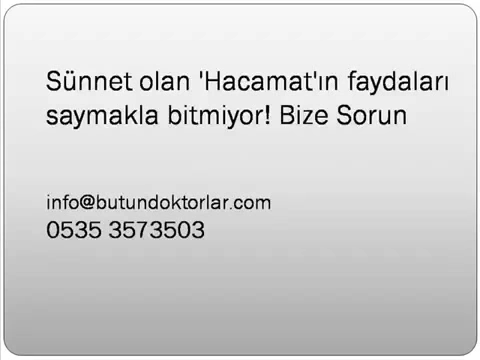 Sünnet olan 'Hacamat'ın faydaları
saymakla bitmiyor! Bize Sorun
info@butundoktorlar.com
0535 3573503